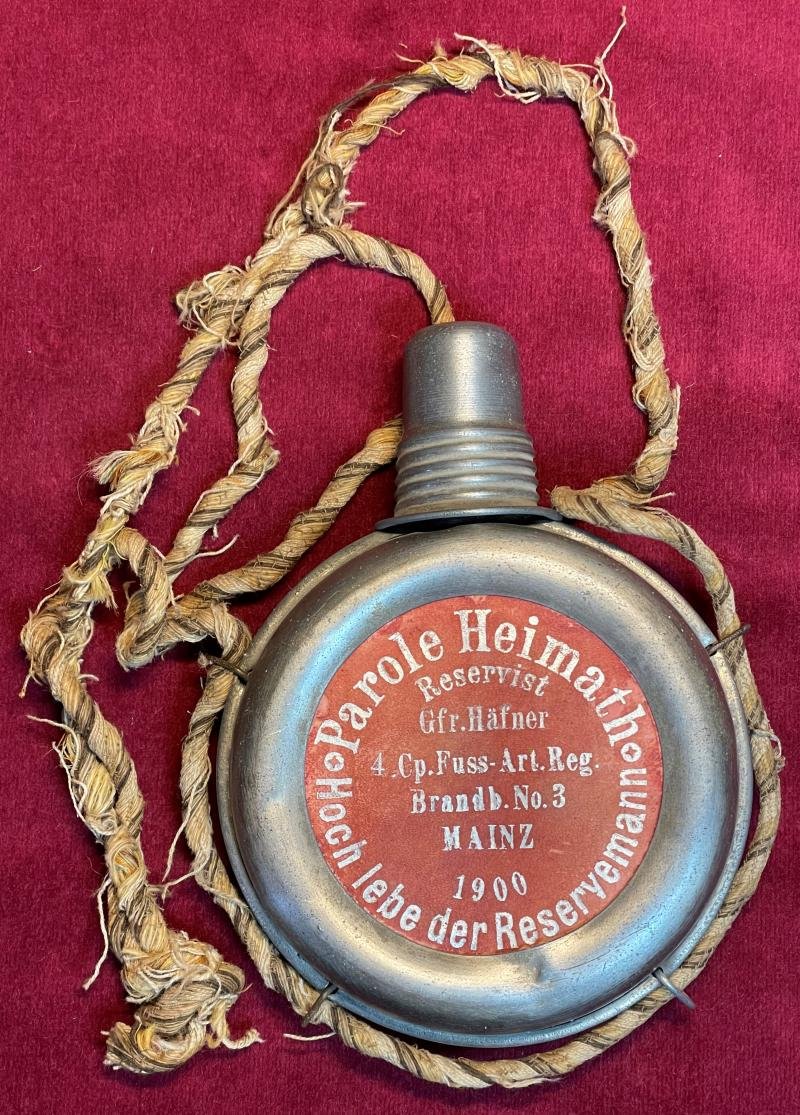 Parole Heimath
Reservist
Gfr. Häfner
4. Cp. Fuss-Art. Reg.
Brandb. No. 3
MAINZ
1900
Hoch lebe der Reservemann